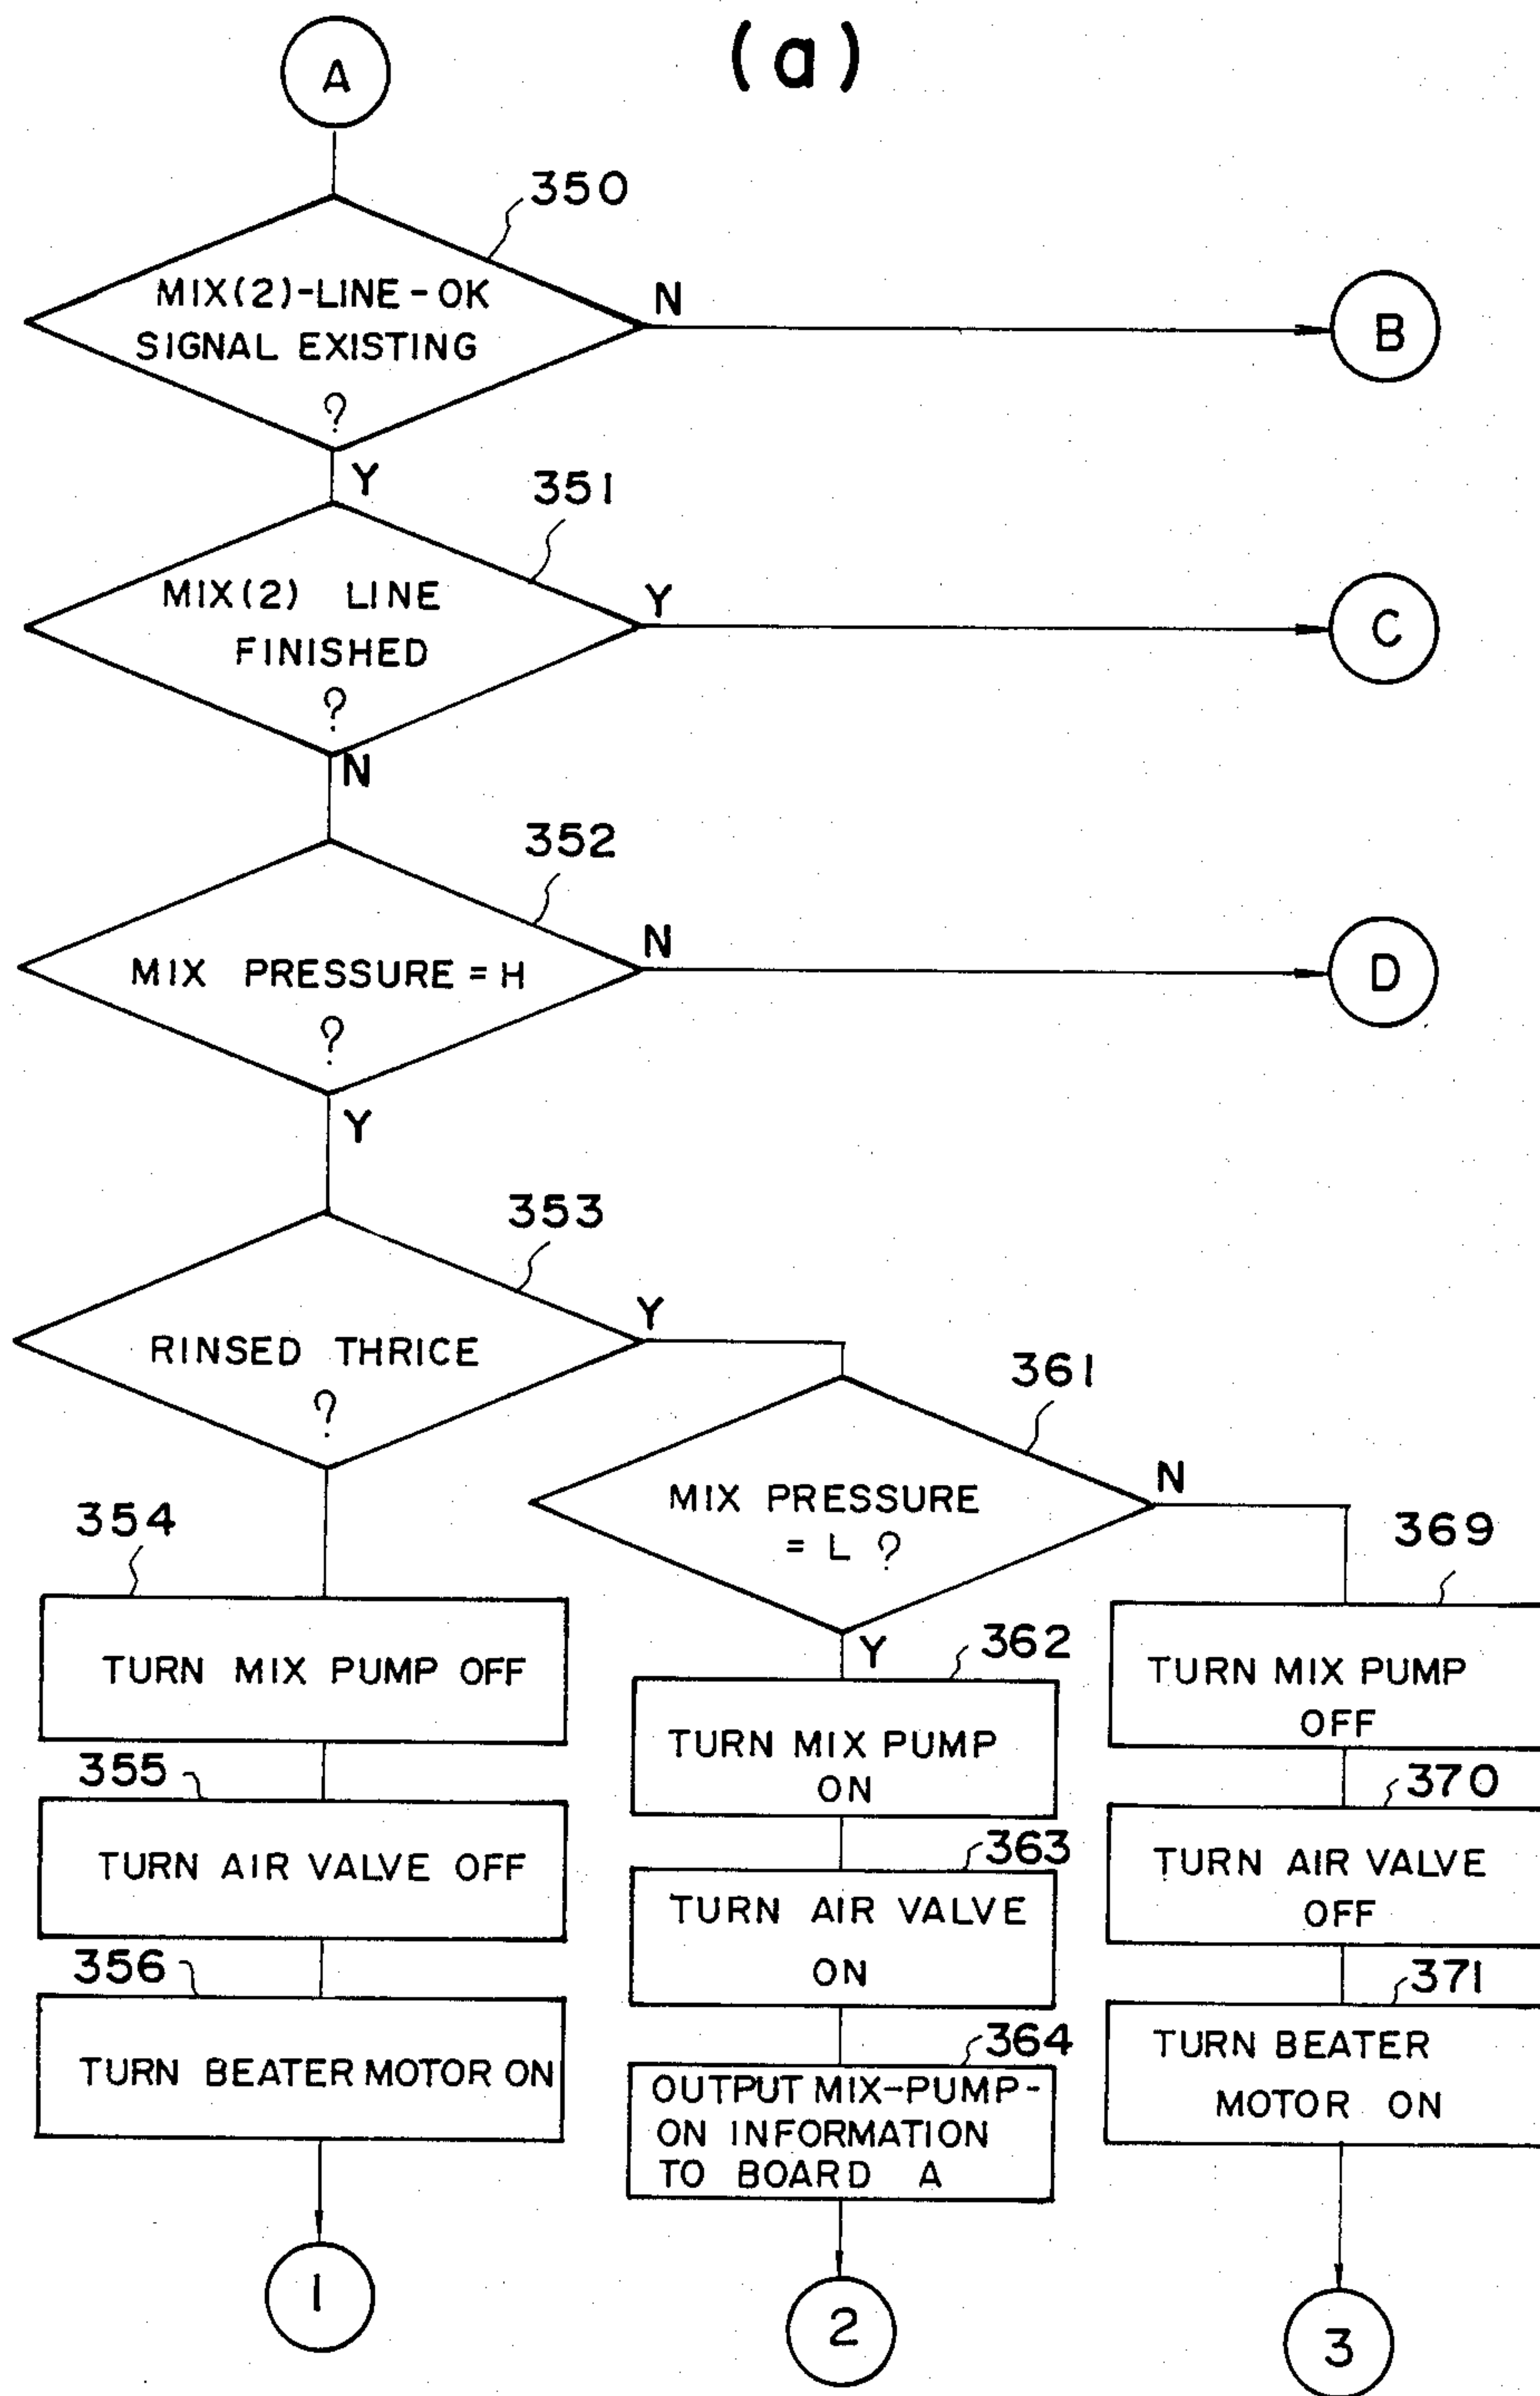 (a)
A
350
MIX(2)-LINE-OK
SIGNAL EXISTING
?
N
B
Y
351
MIX(2) LINE
FINISHED
?
Y
C
N
352
MIX PRESSURE = H
?
N
D
Y
353
RINSED THRICE
?
Y
361
MIX PRESSURE
= L ?
N
Y
354
TURN MIX PUMP OFF
355
TURN AIR VALVE OFF
356
TURN BEATER MOTOR ON
1
362
TURN MIX PUMP
ON
363
TURN AIR VALVE
ON
364
OUTPUT MIX-PUMP-
ON INFORMATION
TO BOARD A
2
369
TURN MIX PUMP
OFF
370
TURN AIR VALVE
OFF
371
TURN BEATER
MOTOR ON
3